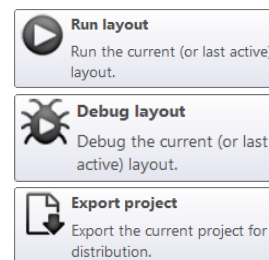 Run layout
Run the current (or last active)
layout.
Debug layout
Debug the current (or last
active) layout.
Export project
Export the current project for
distribution.